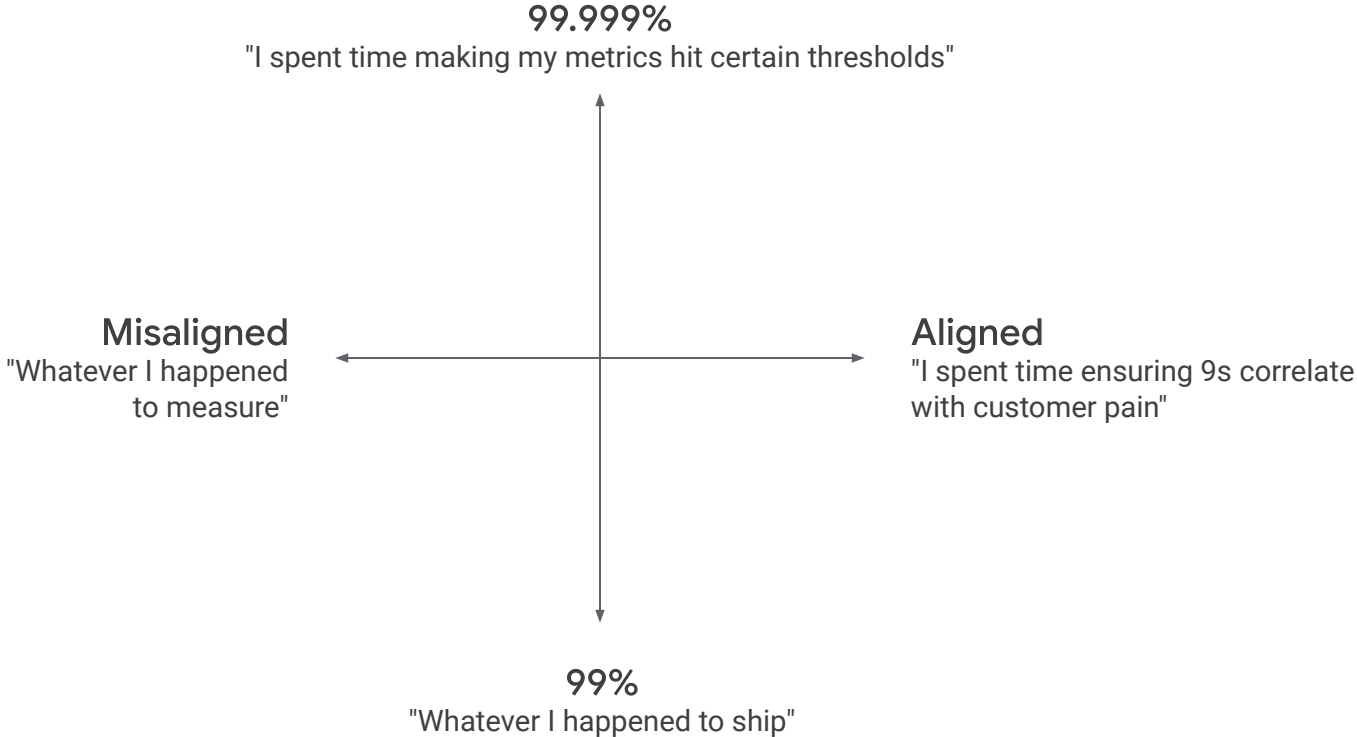 99.999%
"I spent time making my metrics hit certain thresholds"
Misaligned
"Whatever I happened
to measure"
Aligned
"I spent time ensuring 9s correlate
with customer pain"
99%
"Whatever I happened to ship"